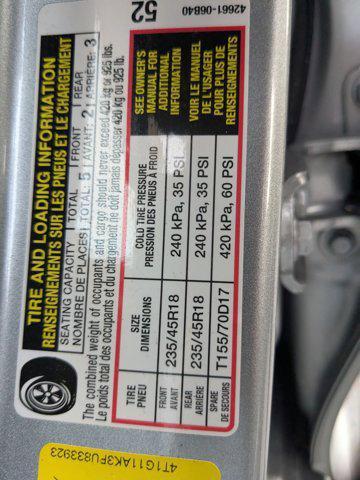 42661-06B40
52
TIRE AND LOADING INFORMATION
RENSEIGNEMENTS SUR LES PNEUS ET LE CHARGEMENT
SEATING CAPACITY TOTAL FRONT REAR
NOMBRE DE PLACES TOTAL: 5 AVANT: 2 ARRIÈRE: 3
The combined weight of occupants and cargo should never exceed 420 kg or 925 lbs.
Le poids total des occupants et du chargement ne doit jamais dépasser 420 kg ou 925 lb.
TIRE
PNEU
SIZE
DIMENSIONS
COLD TIRE PRESSURE
PRESSION DES PNEUS À FROID
FRONT
AVANT
235/45R18
240 kPa, 35 PSI
REAR
ARRIÈRE
235/45R18
240 kPa, 35 PSI
SPARE
DE SECOURS
T155/70D17
420 kPa, 60 PSI
SEE OWNER'S
MANUAL FOR
ADDITIONAL
INFORMATION
VOIR LE MANUEL
DE L'USAGER
POUR PLUS DE
RENSEIGNEMENTS
4T1G11AK3PU833923